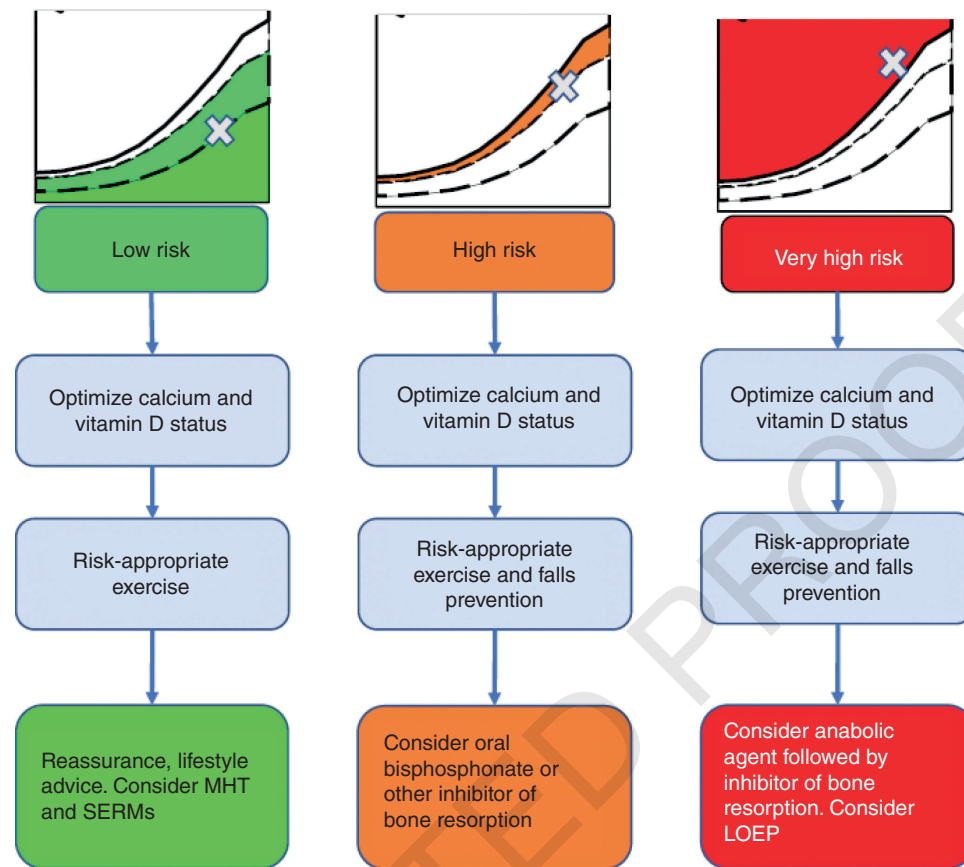 Low risk
High risk
Very high risk
Optimize calcium and
vitamin D status
Optimize calcium and
vitamin D status
Optimize calcium and
vitamin D status
Risk-appropriate
exercise
Risk-appropriate
exercise and falls
prevention
Risk-appropriate
exercise and falls
prevention
Reassurance, lifestyle
advice. Consider MHT
and SERMs
Consider oral
bisphosphonate or
other inhibitor of
bone resorption
Consider anabolic
agent followed by
inhibitor of bone
resorption. Consider
LOEP
TED PROO